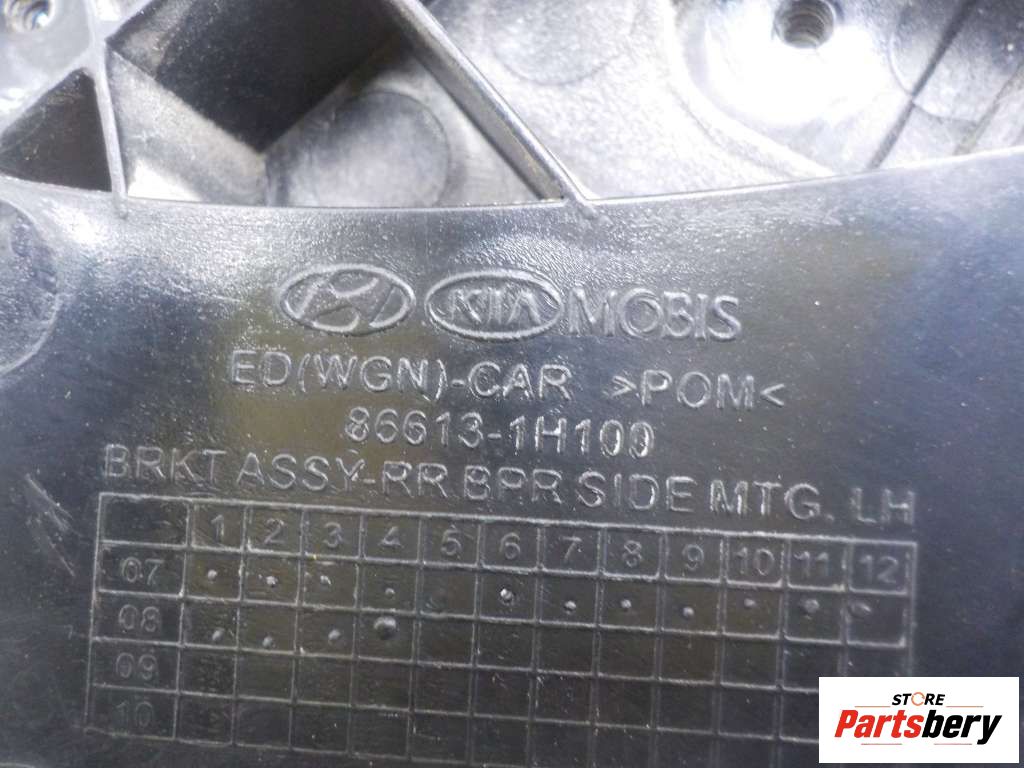 KIA MOBIS
ED(WGN)-CAR >POM<
86613-1H100
BRKT ASSY-RR BPR SIDE MTG. LH
1 2 3 4 5 6 7 8 9 10 11 12
07
08
09
10
STORE
Partsbery